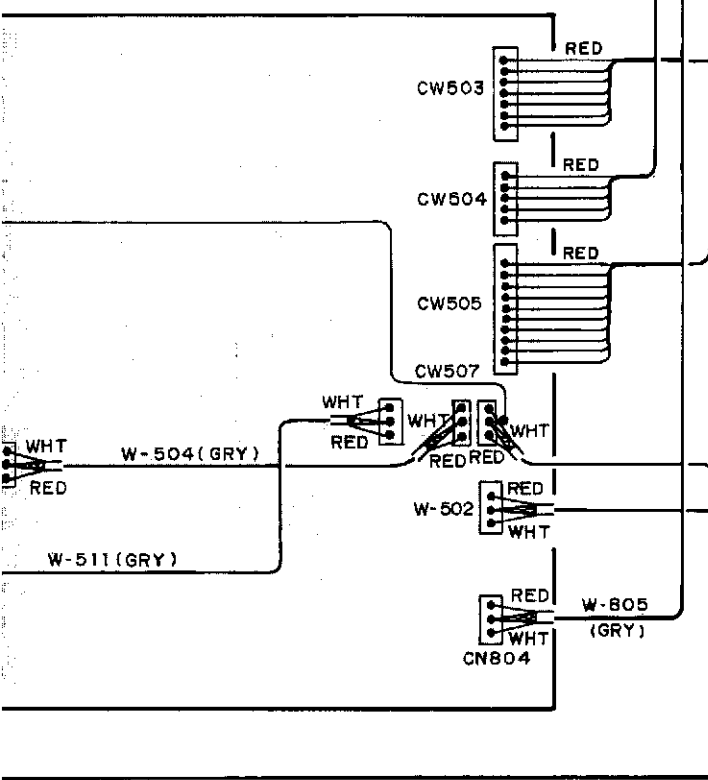 RED
CW503
RED
CW504
RED
CW505
CW507
WHT
WHT
WHT
RED
RED
RED
WHT
RED
W-504(GRY)
RED
W-502
WHT
W-511(GRY)
RED
W-805
(GRY)
WHT
CN804